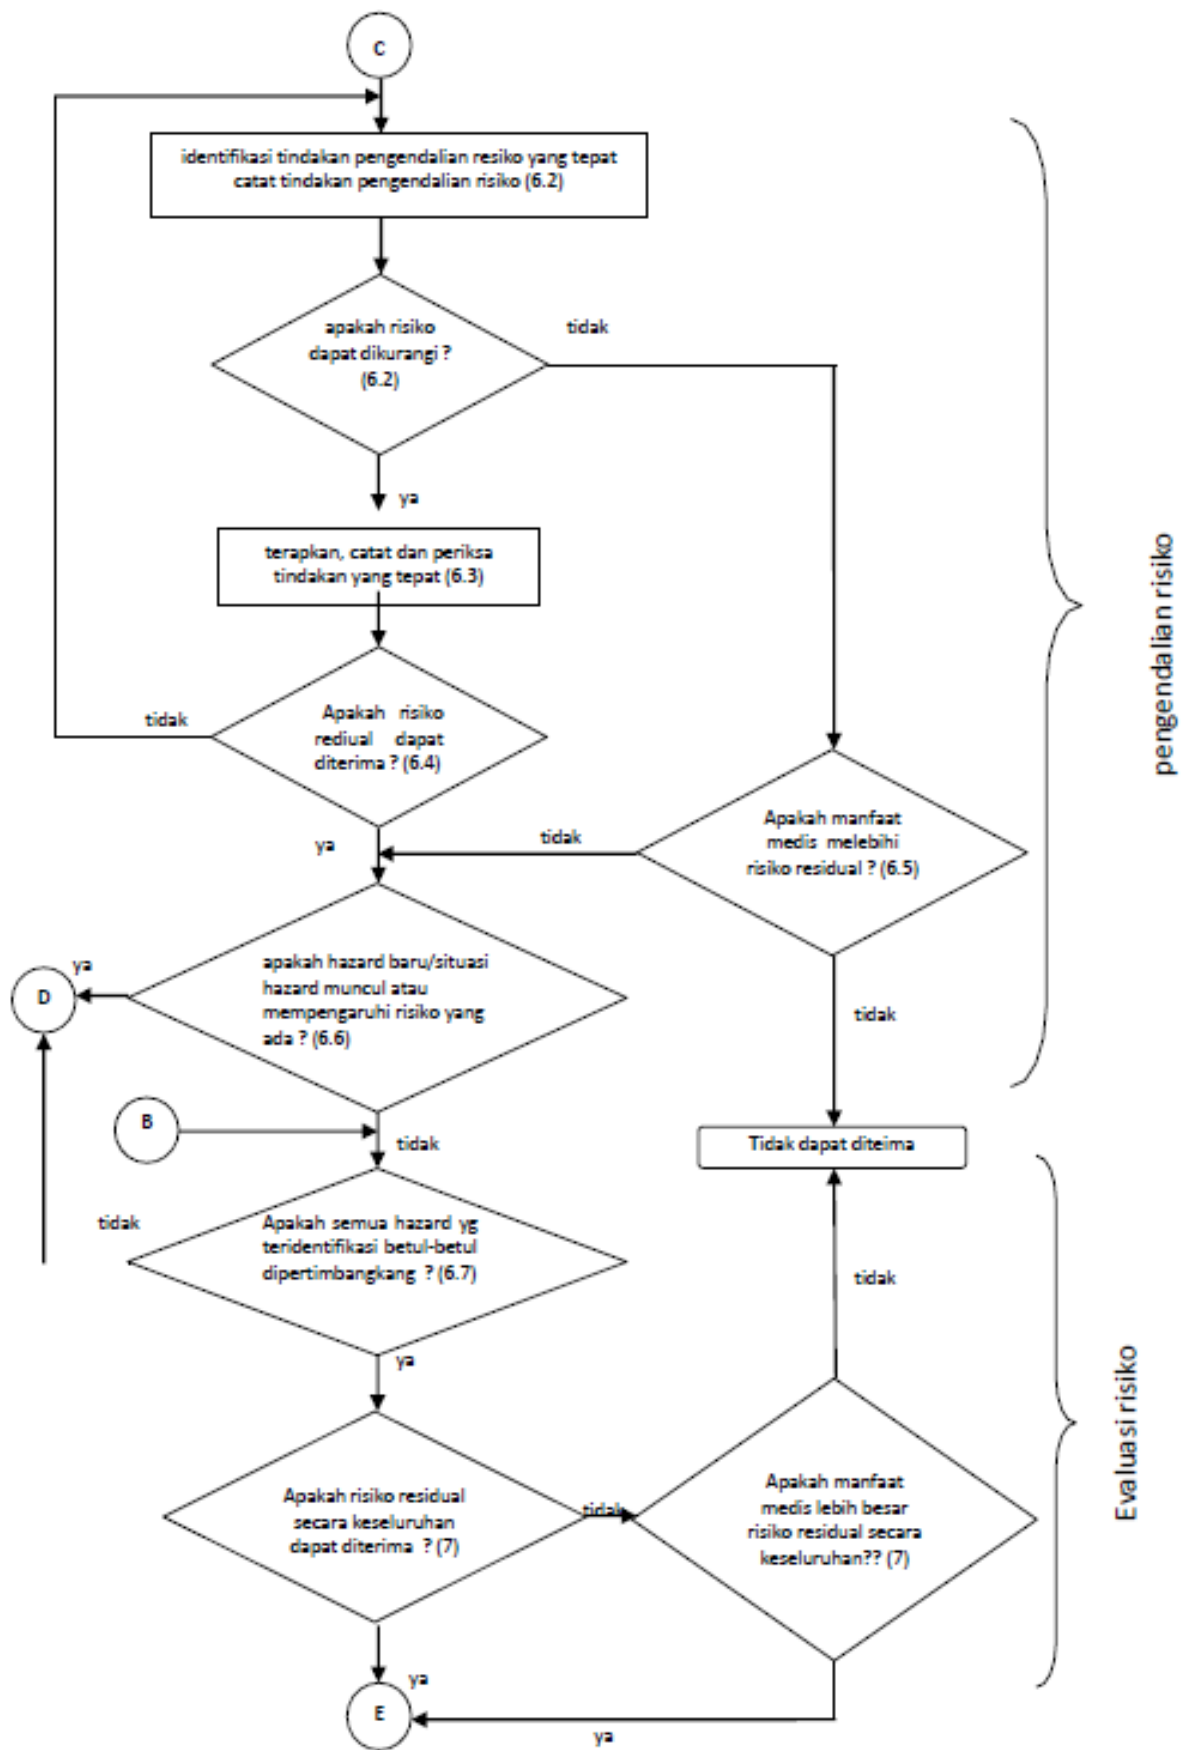 C
identifikasi tindakan pengendalian resiko yang tepat
catat tindakan pengendalian risiko (6.2)
apakah risiko
dapat dikurangi ?
(6.2)
tidak
ya
terapkan, catat dan periksa
tindakan yang tepat (6.3)
pengendalian risiko
tidak
Apakah risiko
rediual dapat
diterima ? (6.4)
ya
tidak
Apakah manfaat
medis melebihi
risiko residual ? (6.5)
D
ya
apakah hazard baru/situasi
hazard muncul atau
mempengaruhi risiko yang
ada ? (6.6)
tidak
B
tidak
Tidak dapat diteima
tidak
Apakah semua hazard yg
teridentifikasi betul-betul
dipertimbangkang ? (6.7)
tidak
ya
Evaluasi risiko
Apakah risiko residual
secara keseluruhan
dapat diterima ? (7)
tidak
Apakah manfaat
medis lebih besar
risiko residual secara
keseluruhan?? (7)
ya
E
ya